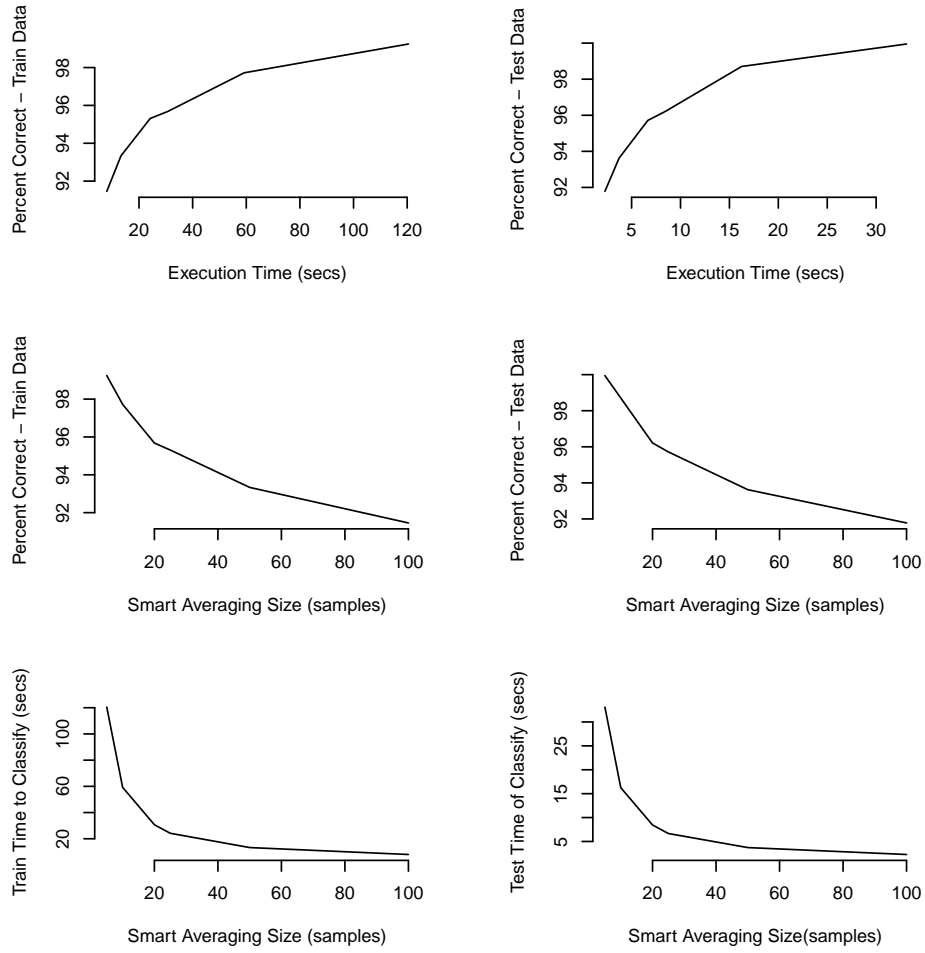 Percent Correct – Train Data
98
96
94
92
20 40 60 80 100 120
Execution Time (secs)
Percent Correct – Test Data
98
96
94
92
5 10 15 20 25 30
Execution Time (secs)
Percent Correct – Train Data
98
96
94
92
20 40 60 80 100
Smart Averaging Size (samples)
Percent Correct – Test Data
98
96
94
92
20 40 60 80 100
Smart Averaging Size (samples)
Train Time to Classify (secs)
100
60
20
20 40 60 80 100
Smart Averaging Size (samples)
Test Time of Classify (secs)
25
15
5
20 40 60 80 100
Smart Averaging Size(samples)